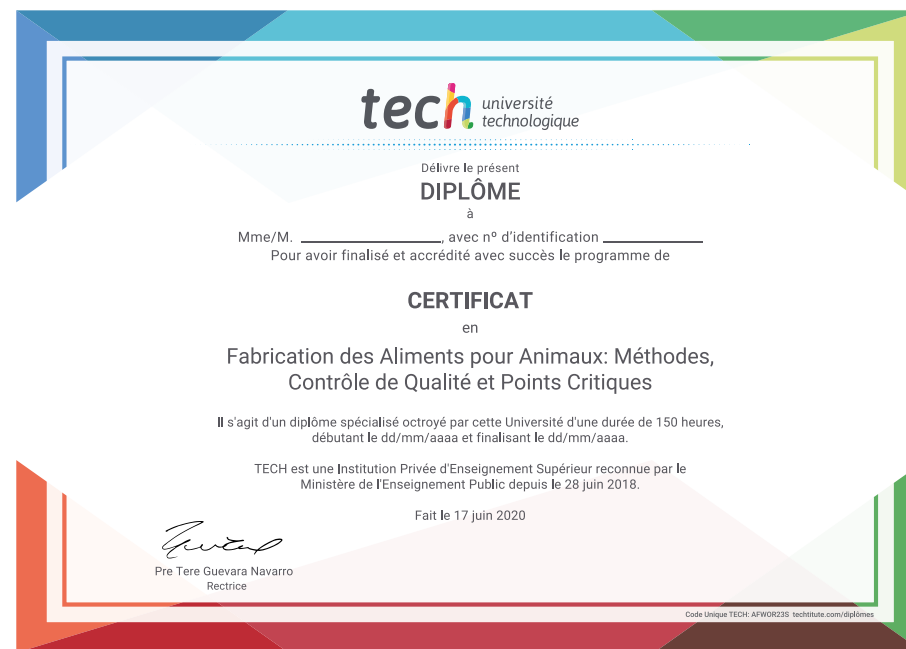 tech université
technologique
Délivre le présent
DIPLÔME
à
Mme/M. ____________________, avec nº d'identification ______________
Pour avoir finalisé et accrédité avec succès le programme de
CERTIFICAT
en
Fabrication des Aliments pour Animaux: Méthodes,
Contrôle de Qualité et Points Critiques
Il s'agit d'un diplôme spécialisé octroyé par cette Université d'une durée de 150 heures,
débutant le dd/mm/aaaa et finalisant le dd/mm/aaaa.
TECH est une Institution Privée d'Enseignement Supérieur reconnue par le
Ministère de l'Enseignement Public depuis le 28 juin 2018.
Fait le 17 juin 2020
Pre Tere Guevara Navarro
Rectrice
Code Unique TECH: AFWOR23S techtitute.com/diplômes